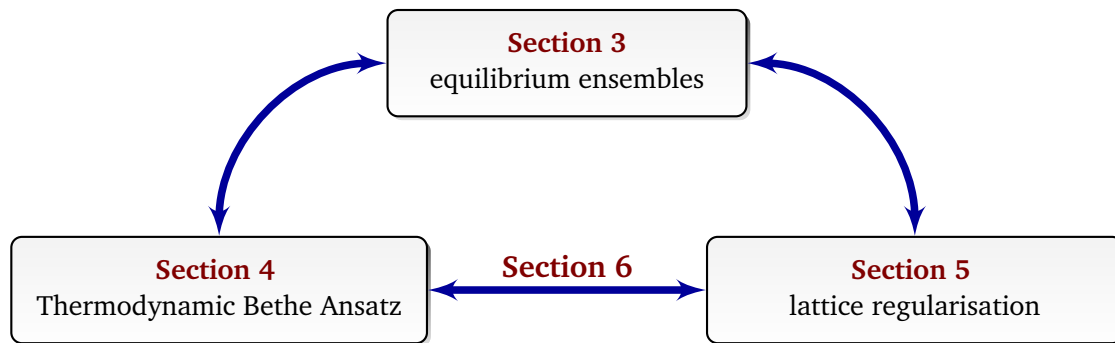 Section 3
equilibrium ensembles
Section 4
Thermodynamic Bethe Ansatz
Section 6
Section 5
lattice regularisation